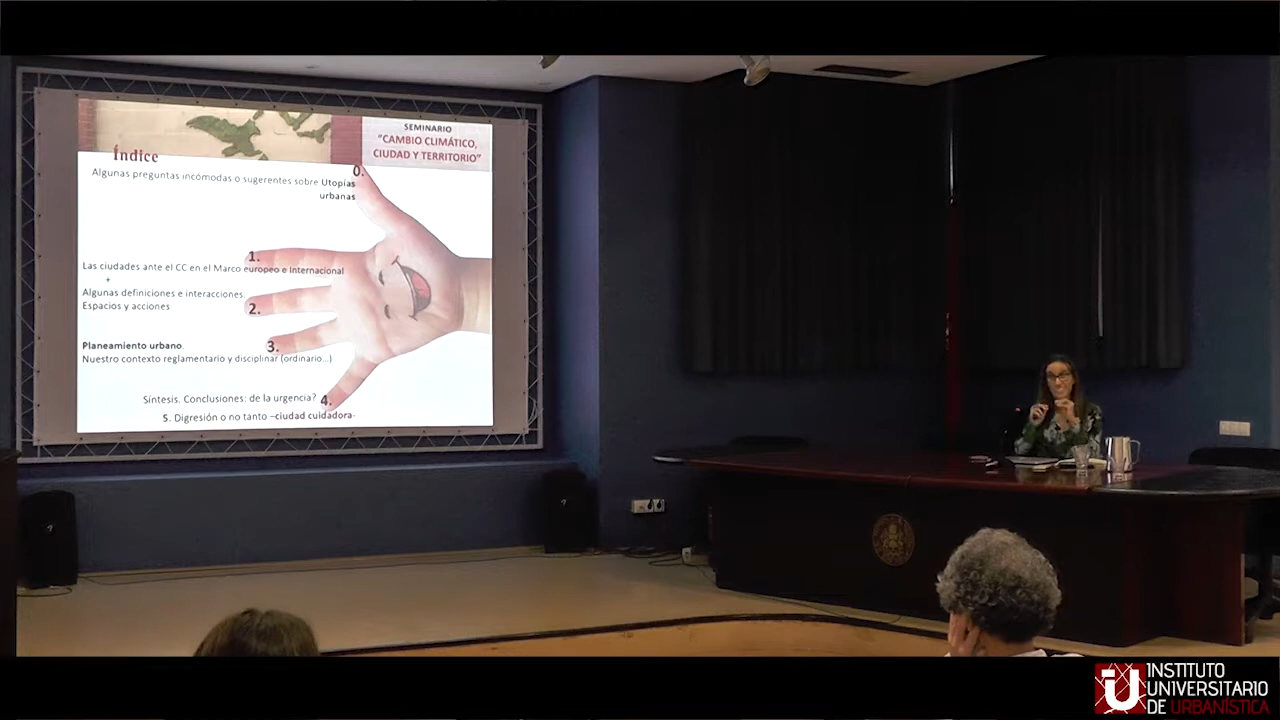 SEMINARIO
"CAMBIO CLIMÁTICO,
CIUDAD Y TERRITORIO"
Índice
0.
Algunas preguntas incómodas o sugerentes sobre Utopías
urbanas
1.
Las ciudades ante el CC en el Marco europeo e Internacional
+
Algunas definiciones e interacciones.
Espacios y acciones
2.
Planeamiento urbano.
3.
Nuestro contexto reglamentario y disciplinar (ordinario...)
Síntesis. Conclusiones: de la urgencia? 4.
5. Digresión o no tanto –ciudad cuidadora-
iU
INSTITUTO
UNIVERSITARIO
DE URBANÍSTICA